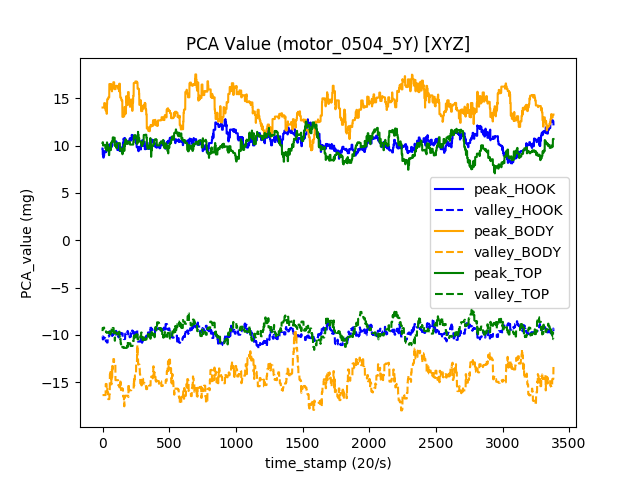 PCA Value (motor_0504_5Y) [XYZ]
PCA_value (mg)
15
10
5
0
−5
−10
−15
peak_HOOK
valley_HOOK
peak_BODY
valley_BODY
peak_TOP
valley_TOP
0 500 1000 1500 2000 2500 3000 3500
time_stamp (20/s)